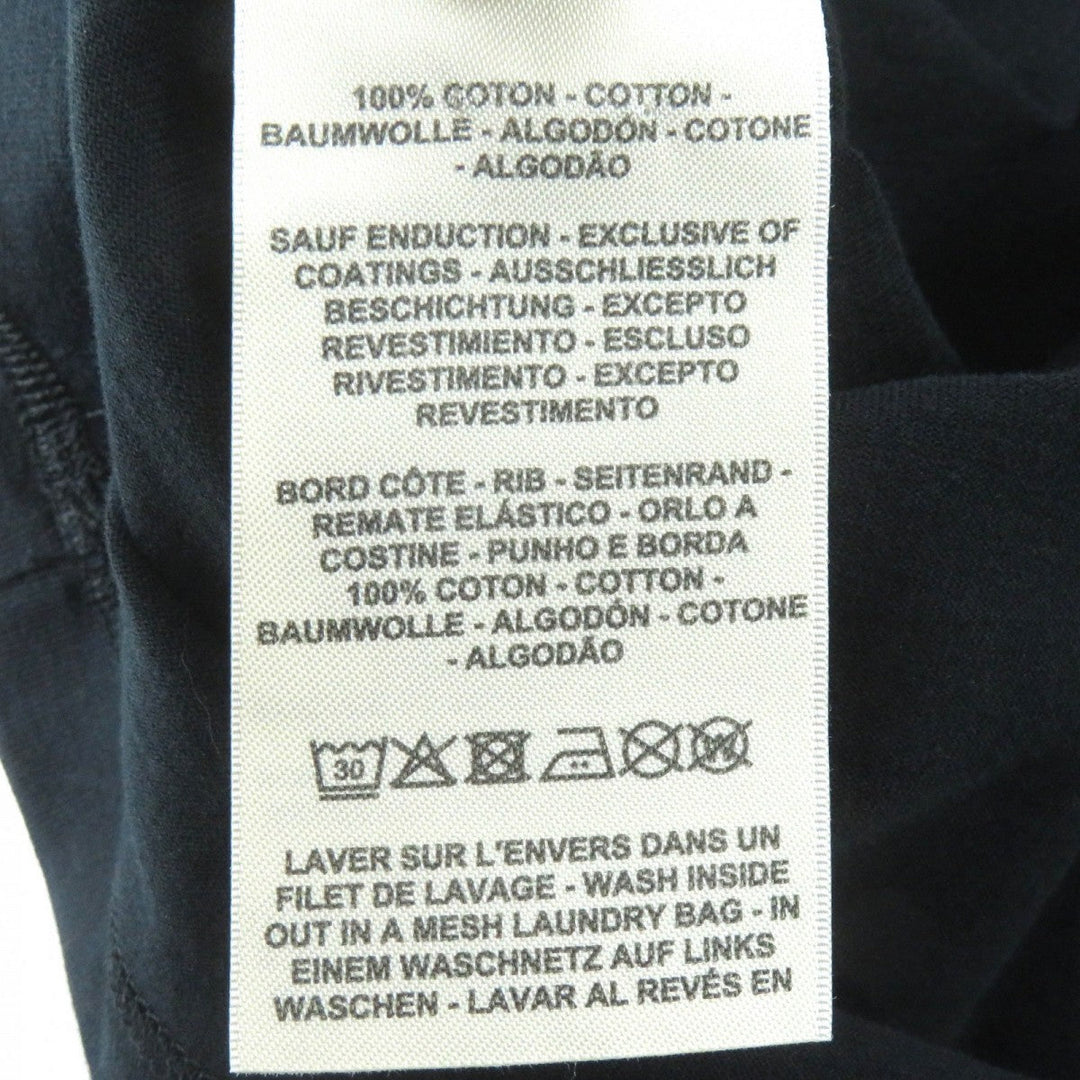 100% COTON - COTTON -
BAUMWOLLE - ALGODÓN - COTONE
- ALGODÃO
SAUF ENDUCTION - EXCLUSIVE OF
COATINGS - AUSSCHLIESSLICH
BESCHICHTUNG - EXCEPTO
REVESTIMIENTO - ESCLUSO
RIVESTIMENTO - EXCEPTO
REVESTIMENTO
BORD CÔTE - RIB - SEITENRAND -
REMATE ELÁSTICO - ORLO A
COSTINE - PUNHO E BORDA
100% COTON - COTTON -
BAUMWOLLE - ALGODÓN - COTONE
- ALGODÃO
30 W
LAVER SUR L'ENVERS DANS UN
FILET DE LAVAGE - WASH INSIDE
OUT IN A MESH LAUNDRY BAG - IN
EINEM WASCHNETZ AUF LINKS
WASCHEN - LAVAR AL REVÉS EN